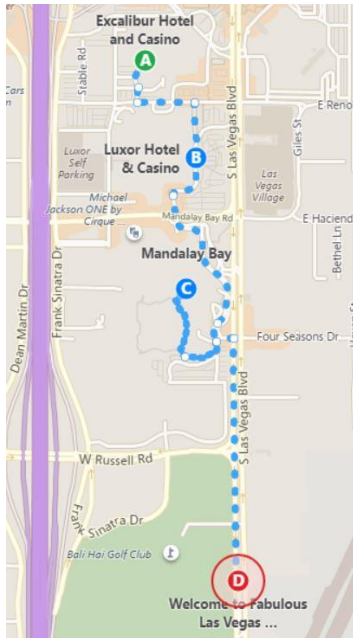 Excalibur Hotel
and Casino
A
Stable Rd
Cars
S Las Vegas Blvd
E Reno
Giles St
Luxor Hotel
& Casino
B
Luxor
Self
Parking
Las
Vegas
Village
Michael
Jackson ONE by
Cirque ...
Mandalay Bay Rd
E Hacienda
Mandalay Bay
Bethel Ln
C
Dean Martin Dr
Frank Sinatra Dr
Four Seasons Dr
S Las Vegas Blvd
W Russell Rd
Frank Sinatra Dr
Bali Hai Golf Club
D
Welcome to Fabulous
Las Vegas ...